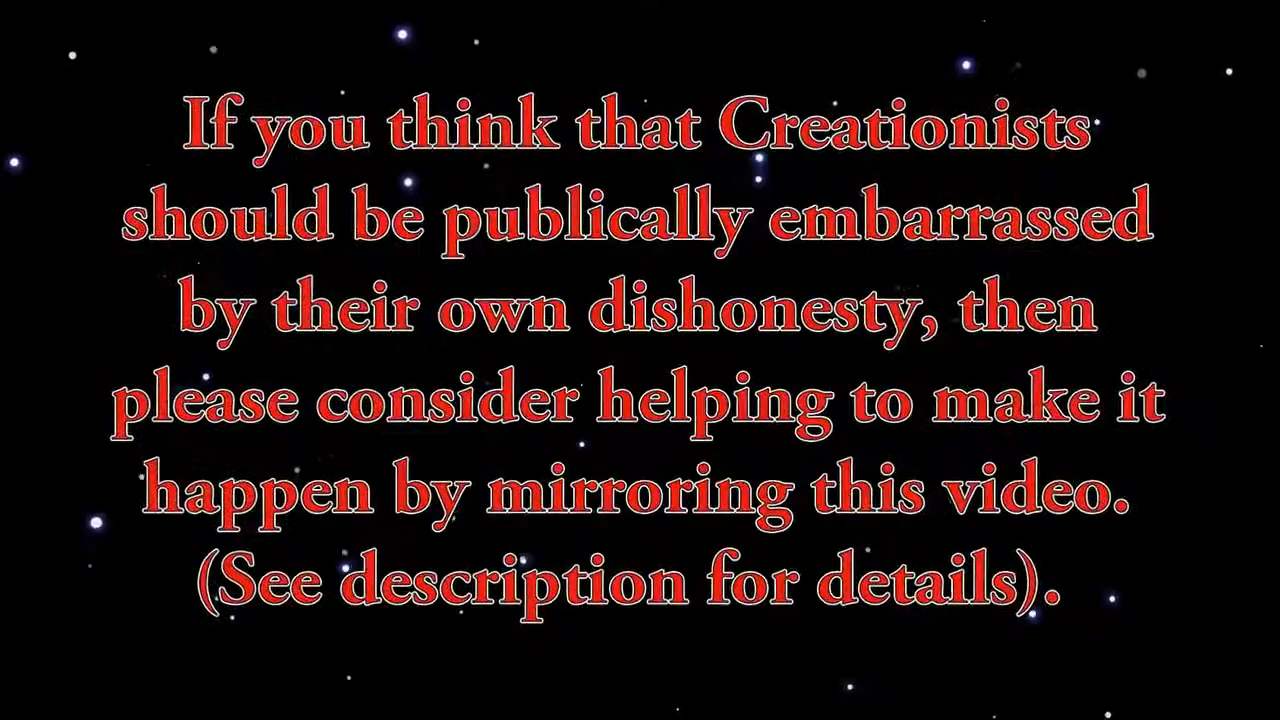 If you think that Creationists
should be publically embarrassed
by their own dishonesty, then
please consider helping to make it
happen by mirroring this video.
(See description for details).